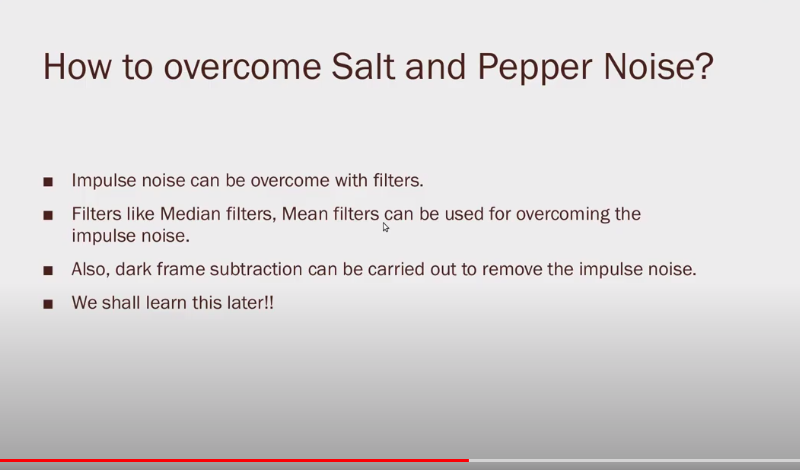 How to overcome Salt and Pepper Noise?
■ Impulse noise can be overcome with filters.
■ Filters like Median filters, Mean filters can be used for overcoming the
impulse noise.
■ Also, dark frame subtraction can be carried out to remove the impulse noise.
■ We shall learn this later!!